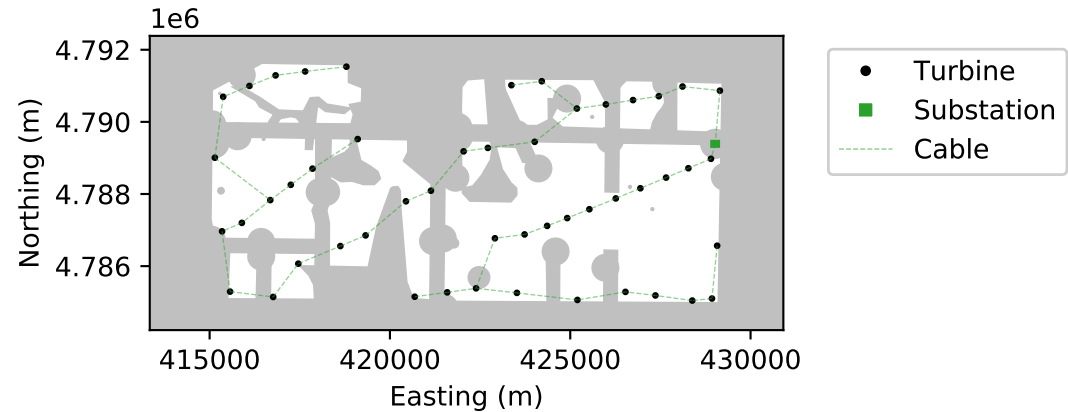 1e6
4.792
4.790
4.788
4.786
Northing (m)
415000 420000 425000 430000
Easting (m)
Turbine
Substation
Cable